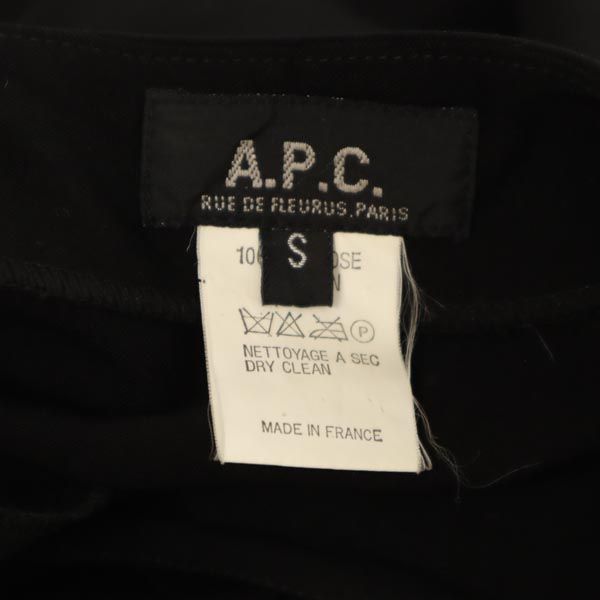 A.P.C.
RUE DE FLEURUS. PARIS
S
P
NETTOYAGE A SEC
DRY CLEAN
MADE IN FRANCE